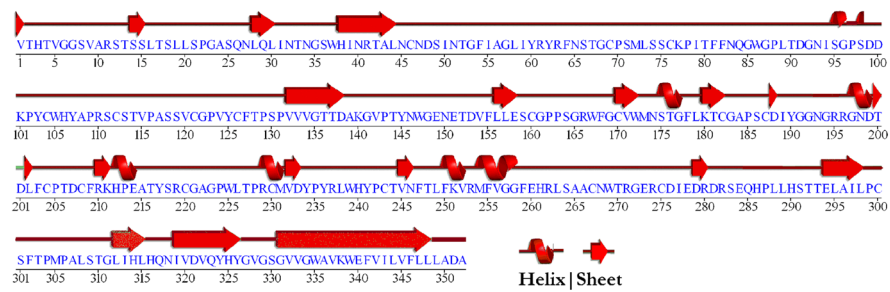 VTHTVGGSVARSTSSLTSLLSPGASQNLQLINTNGSWHINRTALNCNDSINTGFIAGLIYRYRFNSTGCPSMLSSCKPITFFNQGWGPLTDGNISGPSDD
1 5 10 15 20 25 30 35 40 45 50 55 60 65 70 75 80 85 90 95 100
KPYCWHYAPRSCSTVPASSVCGPVYCFTPSPVVVGTTDAKGVPTYNWGENETDVFLLESCGPPSGRWFGCVWMNSTGFLKTCGAPSCDIYGGNGRRGNDT
101 105 110 115 120 125 130 135 140 145 150 155 160 165 170 175 180 185 190 195 200
DLFCPTDCFRKHPEATYSRCGAGPWLTPRCMVDYPYRLWHYPCTVNFTLFKVRMFVGGFEHRLSAACNWTRGERCDIEDRDRSEQHPLLHSTTELAILPC
201 205 210 215 220 225 230 235 240 245 250 255 260 265 270 275 280 285 290 295 300
SFTPMPALSTGLIHLHQNIVDVQYHYGVGSGVVGWAVKWEFVILVFLLLADA
301 305 310 315 320 325 330 335 340 345 350
Helix|Sheet